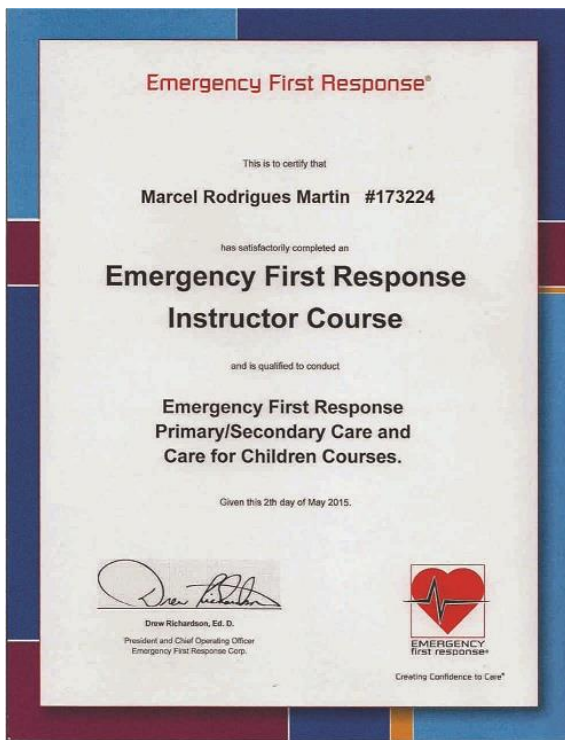 Emergency First Response®
This is to certify that
Marcel Rodrigues Martin #173224
has satisfactorily completed an
Emergency First Response
Instructor Course
and is qualified to conduct
Emergency First Response
Primary/Secondary Care and
Care for Children Courses.
Given this 2th day of May 2015.
Drew Richardson
Drew Richardson, Ed. D.
President and Chief Operating Officer
Emergency First Response Corp.
EMERGENCY
first response®
Creating Confidence to Care®